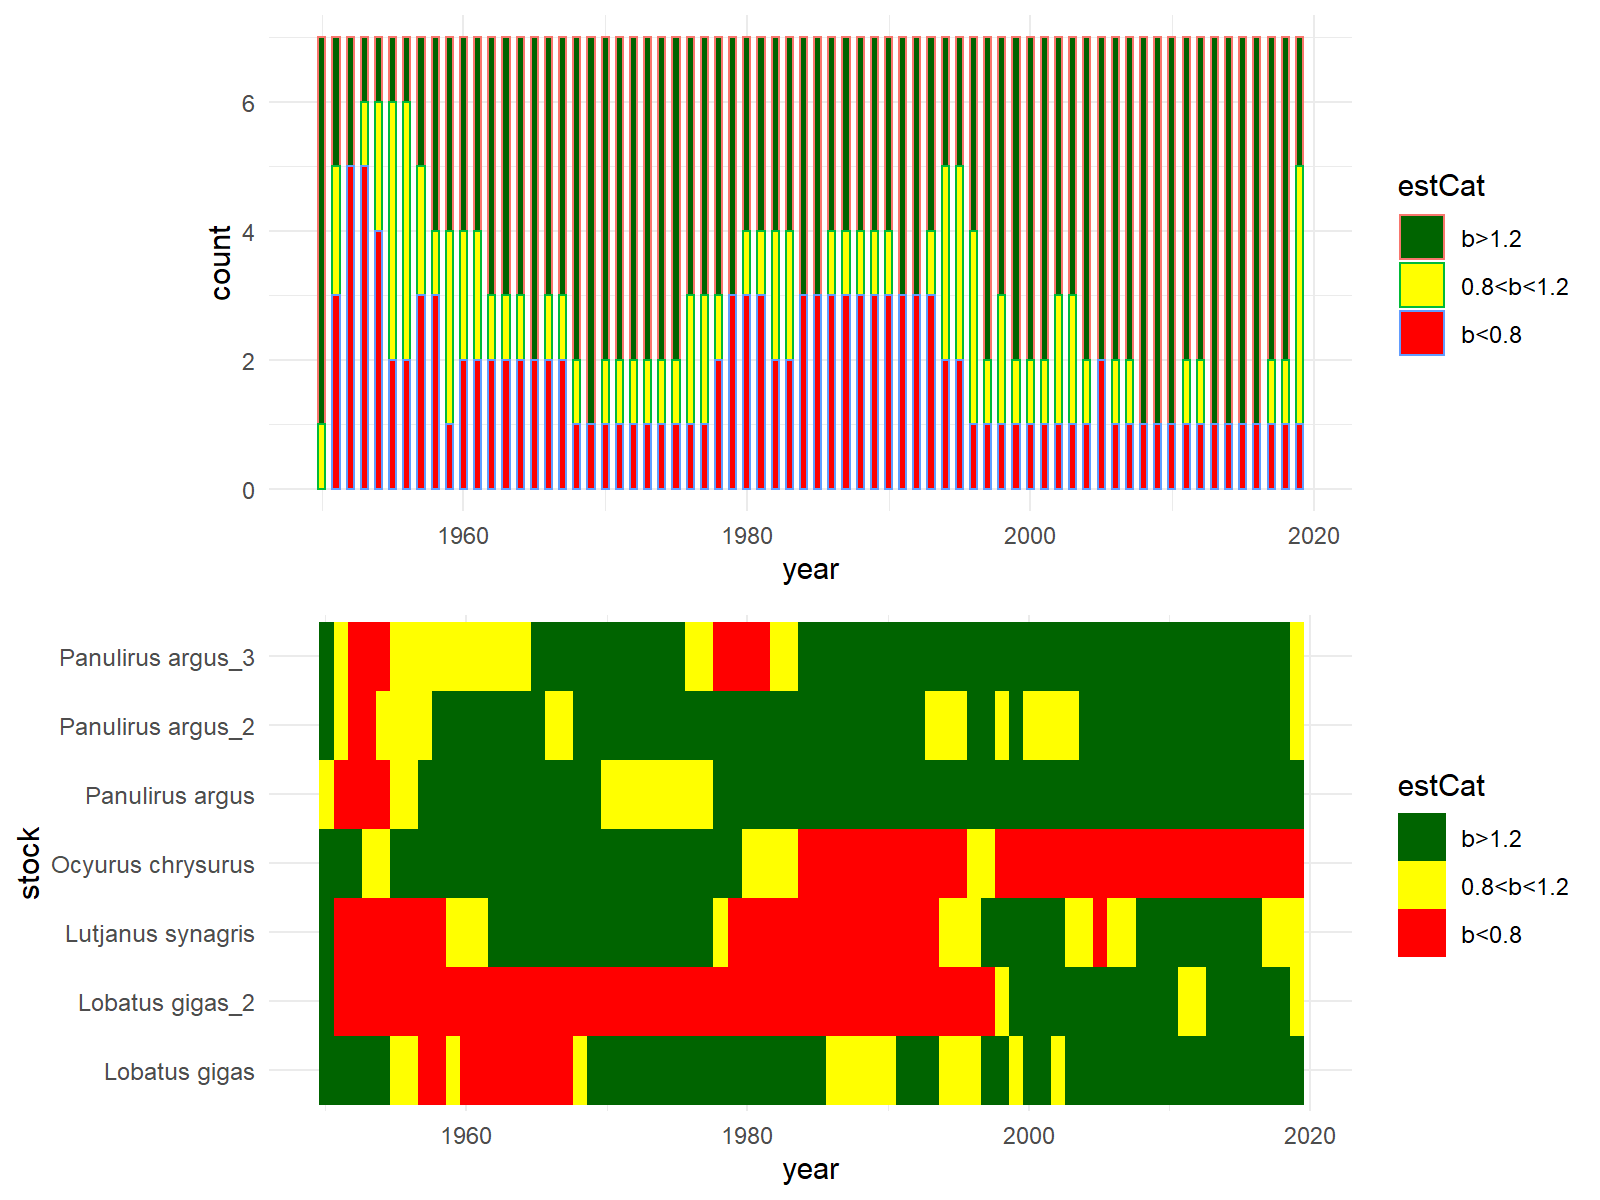 6
4
2
0
count
1960
1980
2000
2020
year
estCat
b>1.2
0.8<b<1.2
b<0.8
Panulirus argus_3
Panulirus argus_2
Panulirus argus
Ocyurus chrysurus
Lutjanus synagris
Lobatus gigas_2
Lobatus gigas
stock
1960
1980
2000
2020
year
estCat
b>1.2
0.8<b<1.2
b<0.8